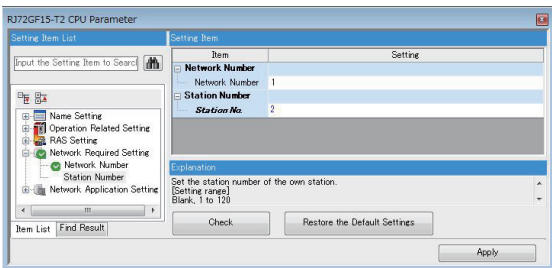 RJ72GF15-T2 CPU Parameter
Setting Item List
Input the Setting Item to Searcl
Name Setting
Operation Related Setting
RAS Setting
Network Required Setting
Network Number
Station Number
Network Application Setting
Item List
Find Result
Setting Item
Item Setting
Network Number
Network Number 1
Station Number
Station No. 2
Explanation
Set the station number of the own station.
[Setting range]
Blank, 1 to 120
Check
Restore the Default Settings
Apply